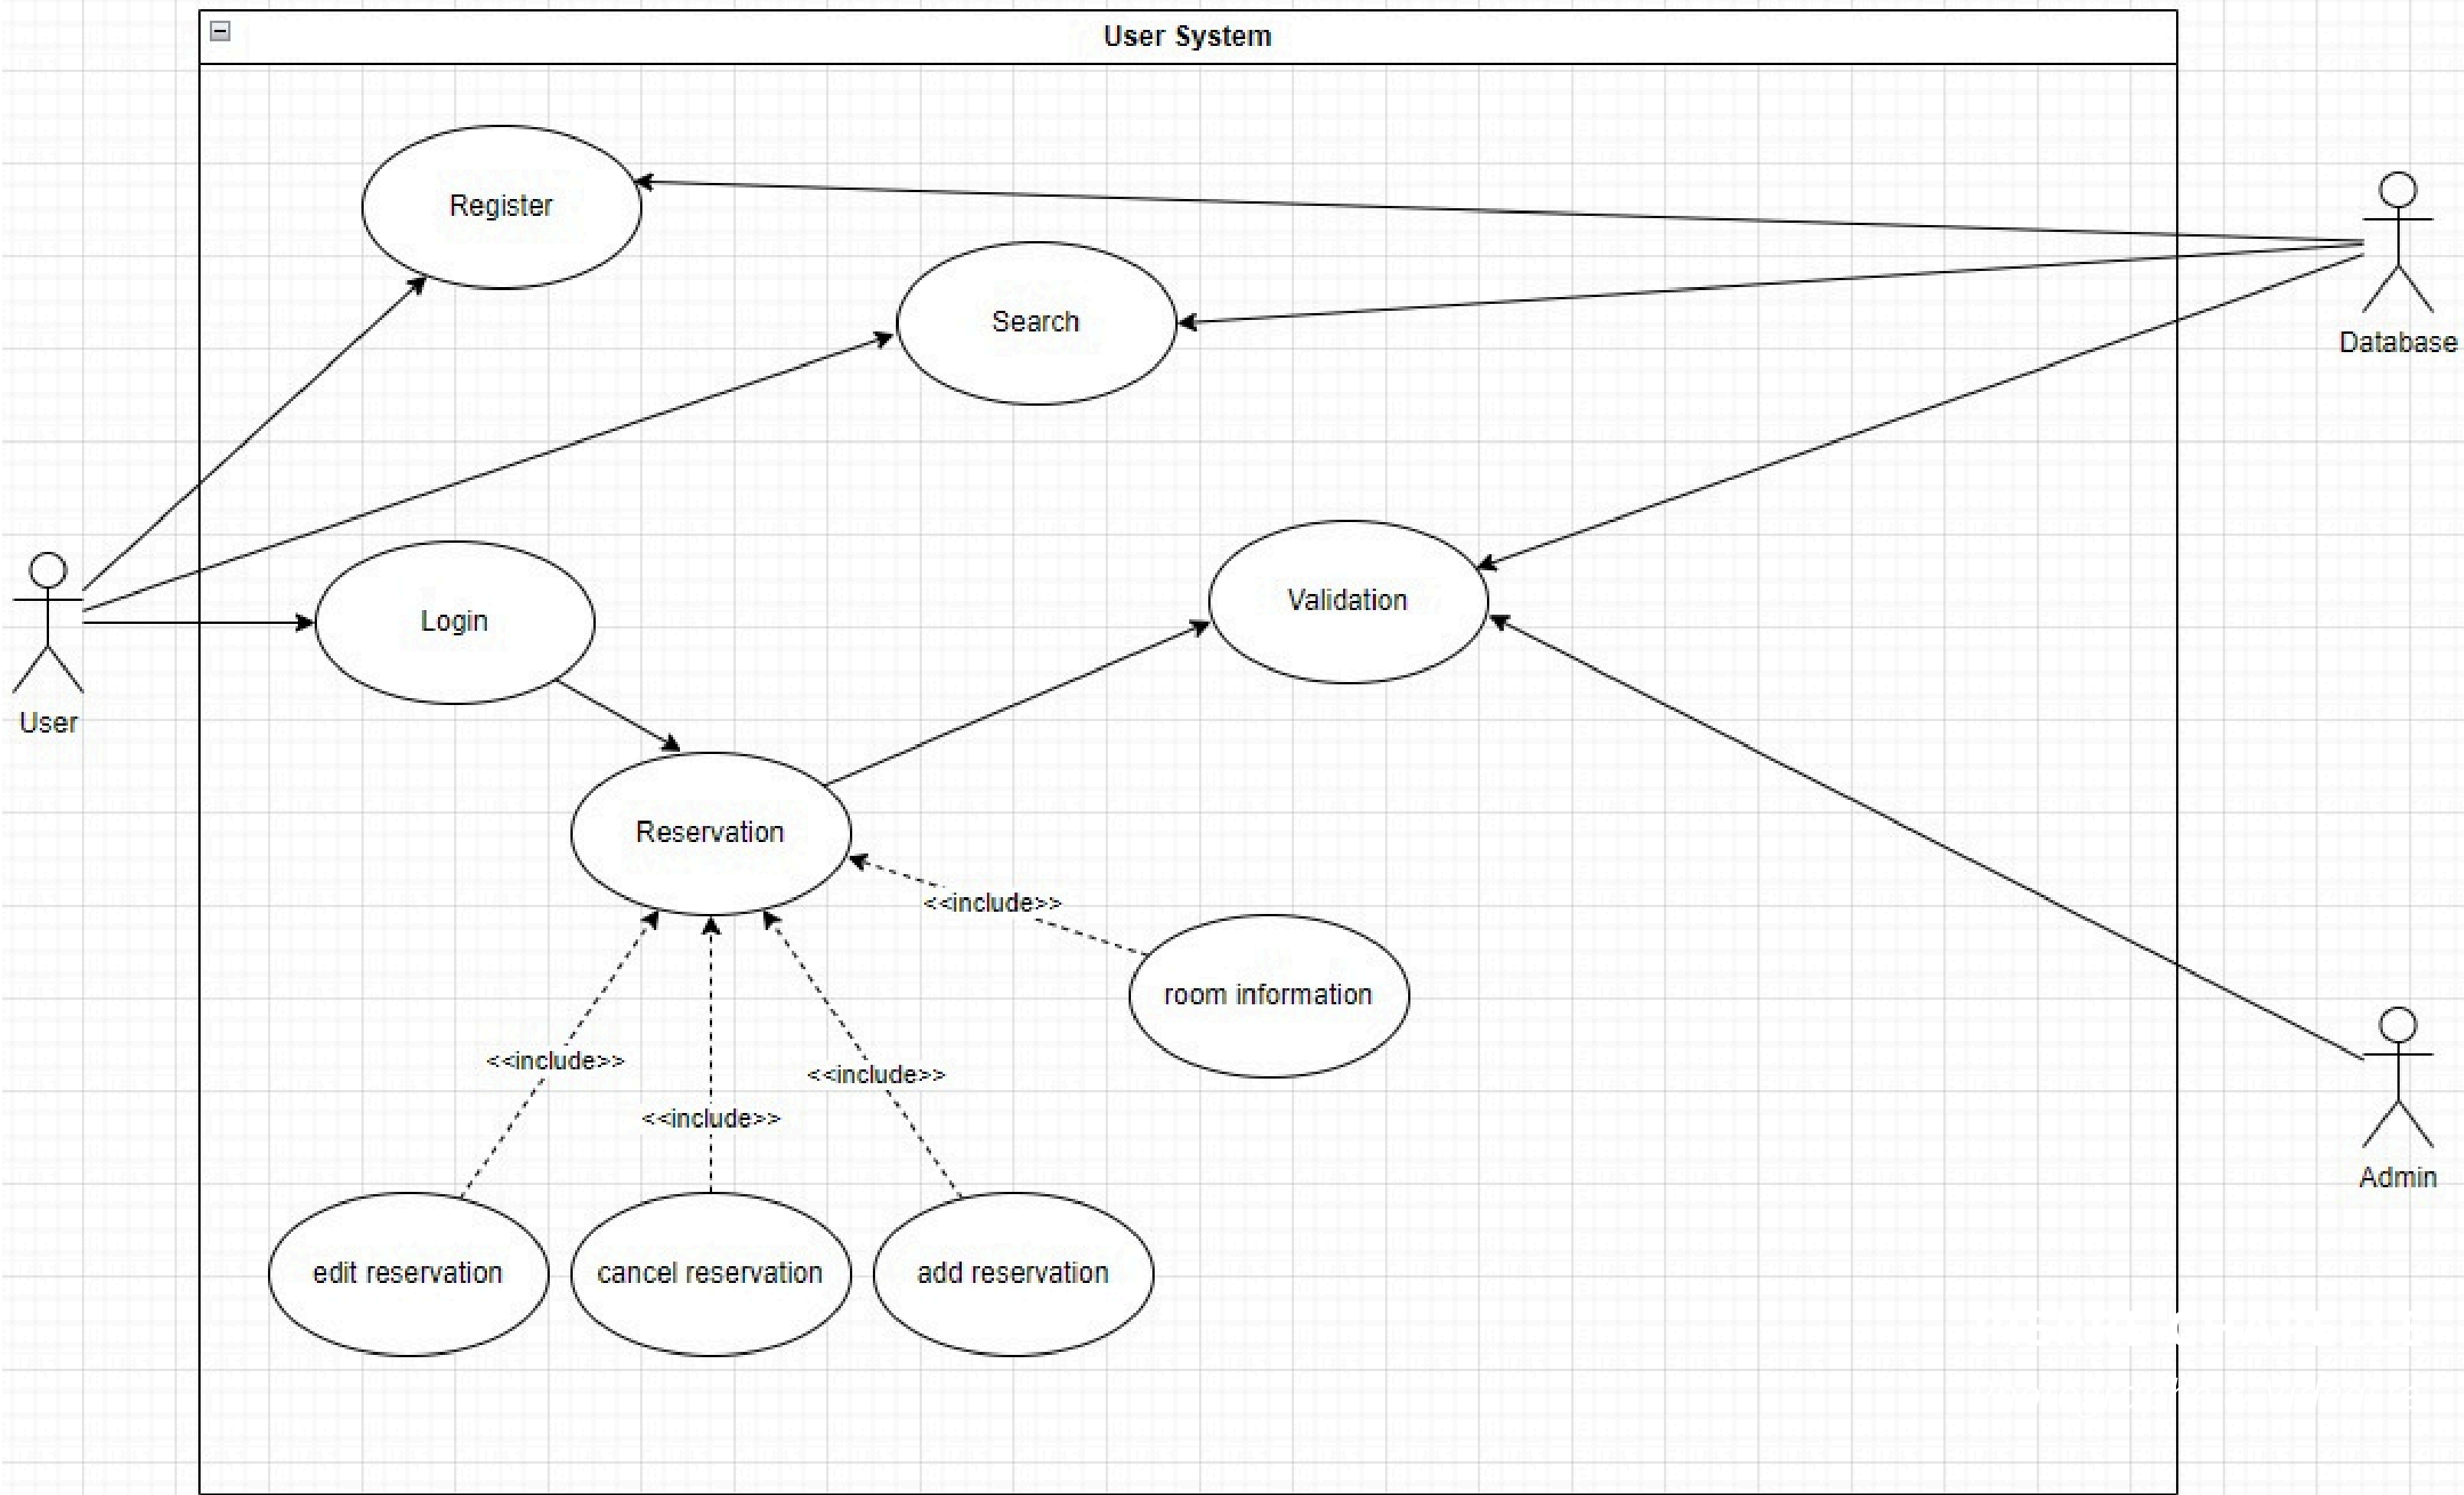 User System
Register
Search
Database
Login
Validation
User
Reservation
<<include>>
room information
<<include>>
<<include>>
<<include>>
Admin
edit reservation
cancel reservation
add reservation